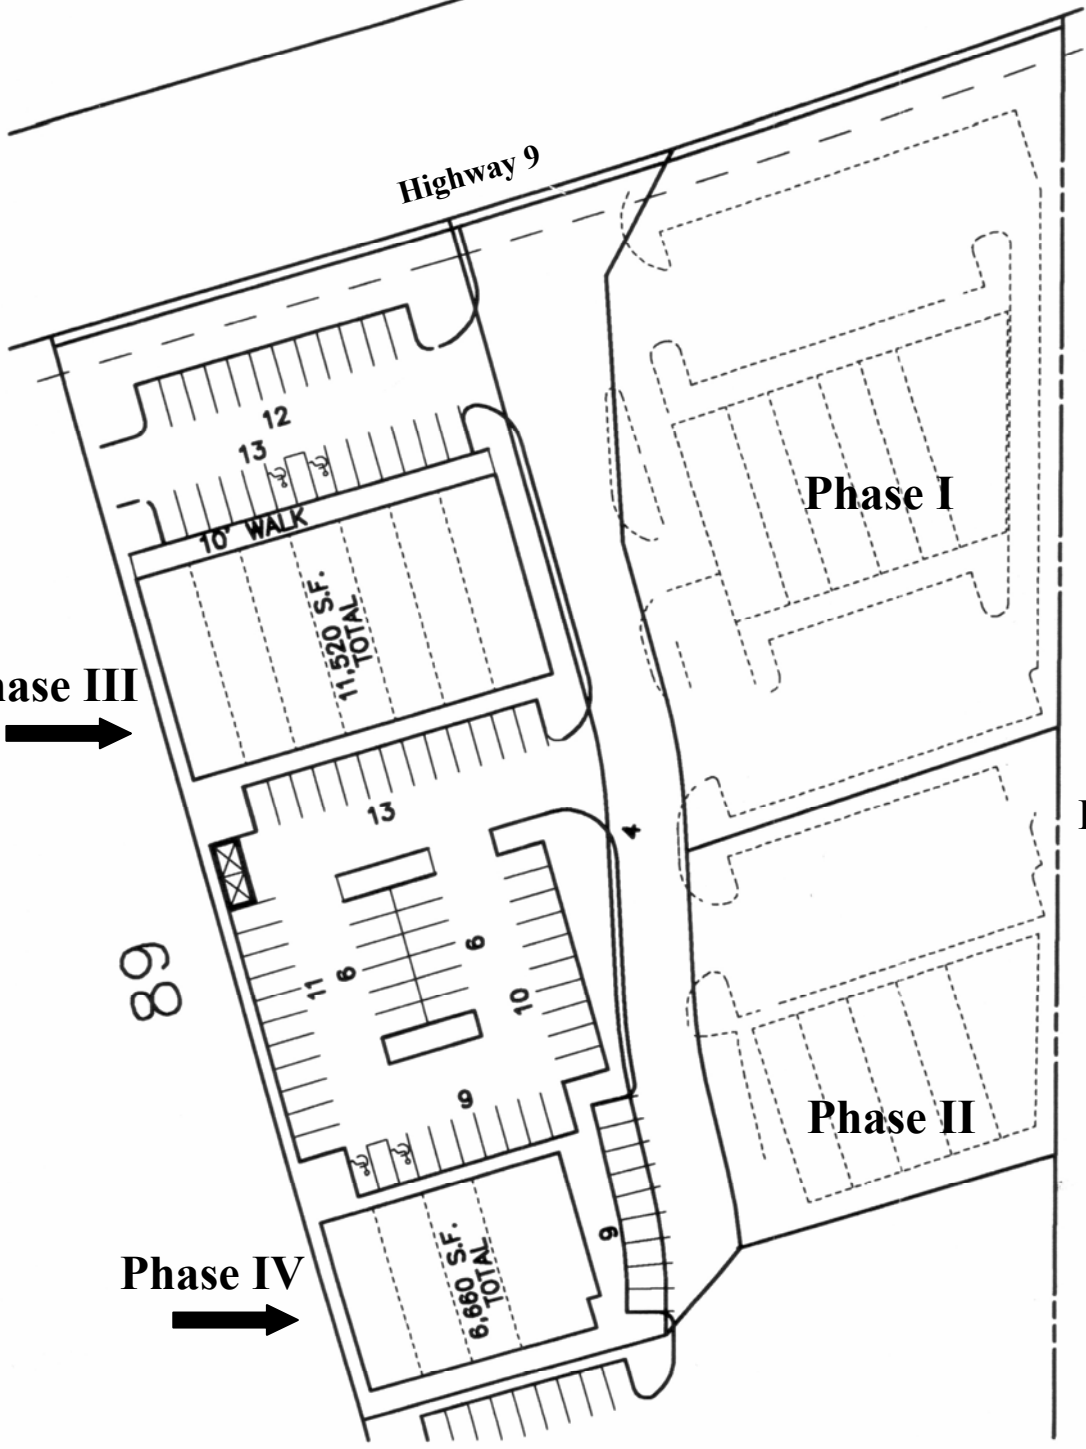 Highway 9
12
13
10' WALK
Phase I
11,520 S.F.
TOTAL
hase III
13
4
6
6
11
10
89
9
Phase II
9
6,660 S.F.
TOTAL
Phase IV